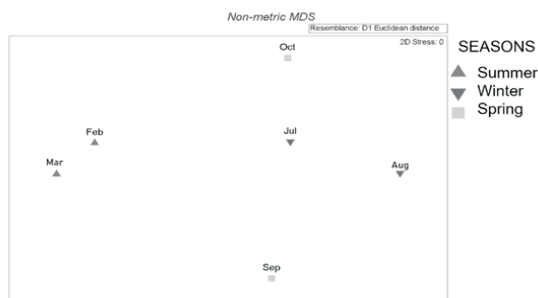 Non-metric MDS
Resemblance: D1 Euclidean distance
2D Stress: 0
Oct
SEASONS
Summer
Winter
Spring
Feb
Jul
Mar
Aug
Sep